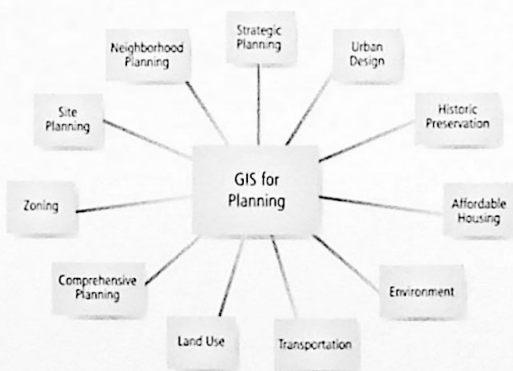 Strategic
Planning
Urban
Design
Neighborhood
Planning
Historic
Preservation
Site
Planning
GIS for
Planning
Zoning
Affordable
Housing
Comprehensive
Planning
Environment
Land Use
Transportation